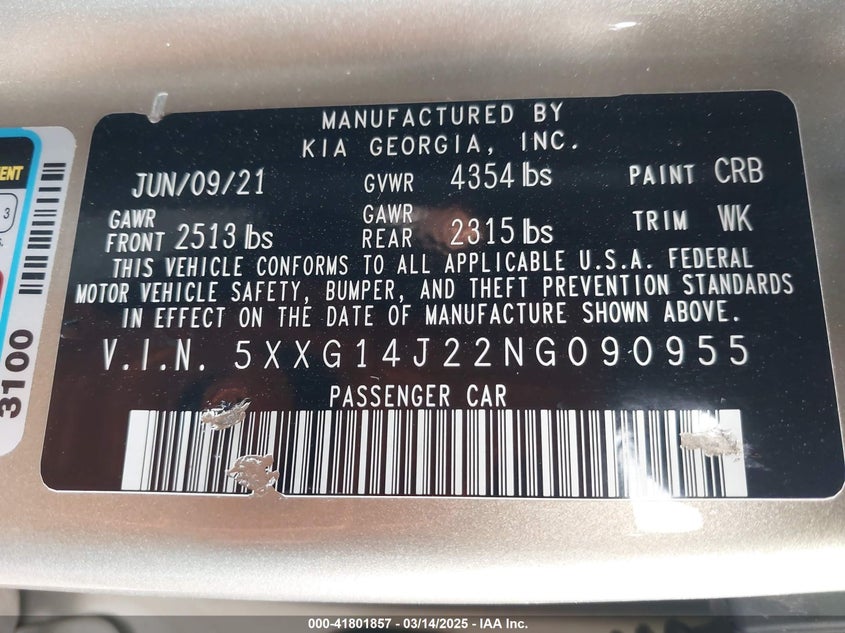 MANUFACTURED BY
KIA GEORGIA, INC.
JUN/09/21 GVWR 4354 lbs PAINT CRB
GAWR FRONT 2513 lbs GAWR REAR 2315 lbs TRIM WK
THIS VEHICLE CONFORMS TO ALL APPLICABLE U.S.A. FEDERAL
MOTOR VEHICLE SAFETY, BUMPER, AND THEFT PREVENTION STANDARDS
IN EFFECT ON THE DATE OF MANUFACTURE SHOWN ABOVE.
V.I.N. 5XXG14J22NG090955
PASSENGER CAR
3
3100
000-41801857 - 03/14/2025 - IAA Inc.